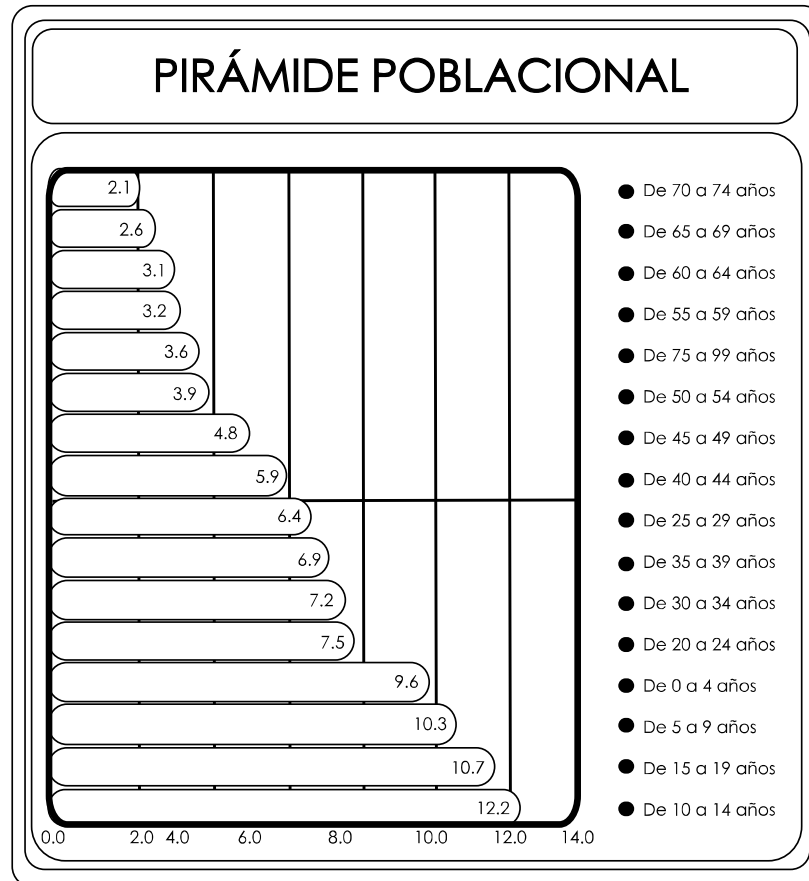 PIRÁMIDE POBLACIONAL
2.1 De 70 a 74 años
2.6 De 65 a 69 años
3.1 De 60 a 64 años
3.2 De 55 a 59 años
3.6 De 75 a 99 años
3.9 De 50 a 54 años
4.8 De 45 a 49 años
5.9 De 40 a 44 años
6.4 De 25 a 29 años
6.9 De 35 a 39 años
7.2 De 30 a 34 años
7.5 De 20 a 24 años
9.6 De 0 a 4 años
10.3 De 5 a 9 años
10.7 De 15 a 19 años
12.2 De 10 a 14 años
0.0 2.0 4.0 6.0 8.0 10.0 12.0 14.0